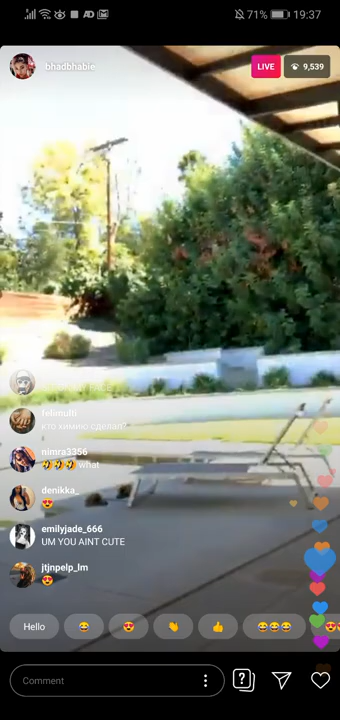 71% 19:37
bhadbhabie
LIVE 9,539
felimulti
кто химию сделал?
nimra3356
🤣🤣🤣 what
denikka_
😍
emilyjade_666
UM YOU AINT CUTE
jtjnpelp_lm
😍
Hello 😂 😍 👏 👍 😂😂😂 😍
Comment